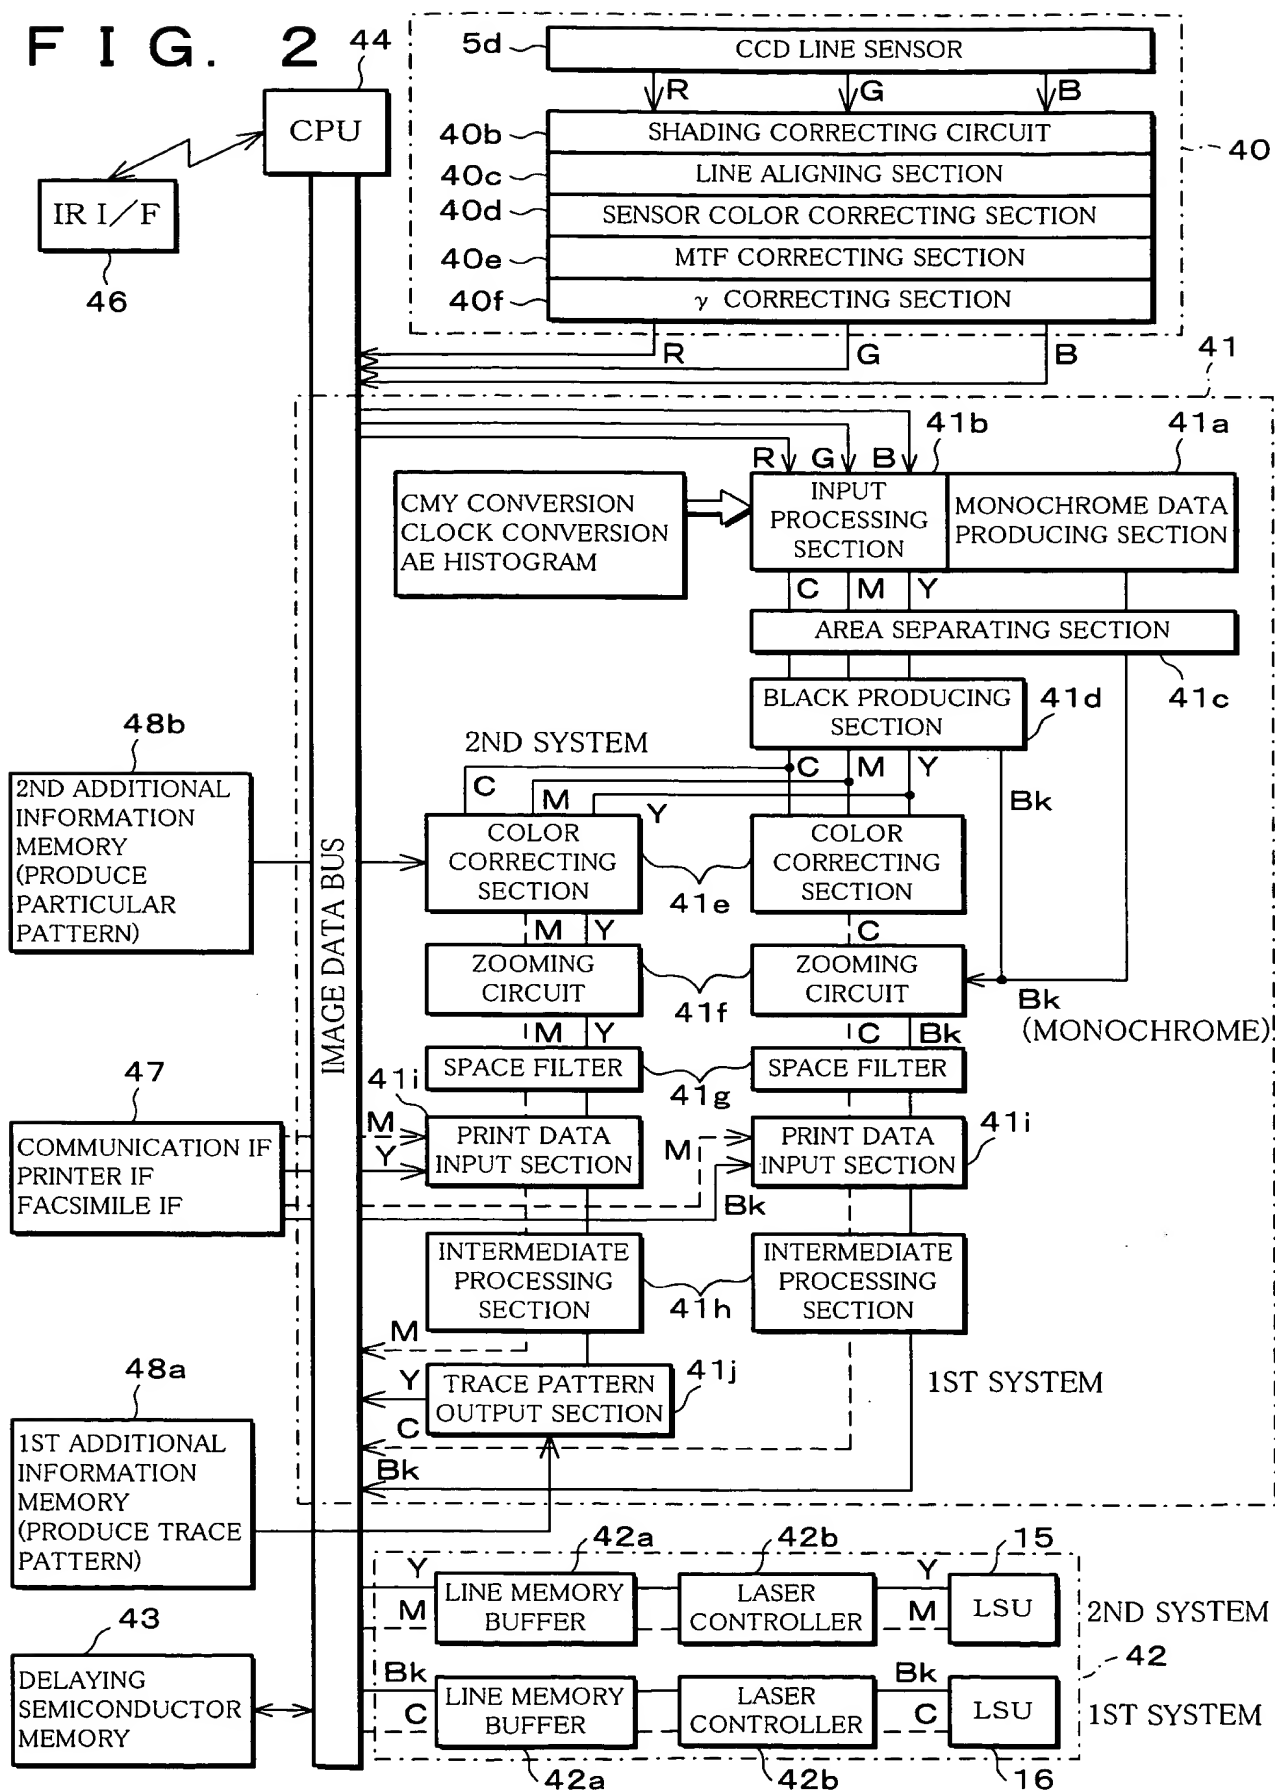 FIG. 2
44
CPU
IR I/F
46
5d
CCD LINE SENSOR
R
G
B
40b
SHADING CORRECTING CIRCUIT
40
40c
LINE ALIGNING SECTION
40d
SENSOR COLOR CORRECTING SECTION
40e
MTF CORRECTING SECTION
40f
γ CORRECTING SECTION
R
G
B
41
41b
41a
R
G
B
CMY CONVERSION
CLOCK CONVERSION
AE HISTOGRAM
INPUT
PROCESSING
SECTION
MONOCHROME DATA
PRODUCING SECTION
C
M
Y
AREA SEPARATING SECTION
41c
BLACK PRODUCING
SECTION
41d
2ND SYSTEM
C
M
Y
C
M
Y
Bk
48b
2ND ADDITIONAL
INFORMATION
MEMORY
(PRODUCE
PARTICULAR
PATTERN)
IMAGE DATA BUS
COLOR
CORRECTING
SECTION
COLOR
CORRECTING
SECTION
41e
M
Y
C
ZOOMING
CIRCUIT
ZOOMING
CIRCUIT
41f
Bk
(MONOCHROME)
M
Y
C
Bk
SPACE FILTER
SPACE FILTER
41g
41i
47
COMMUNICATION IF
PRINTER IF
FACSIMILE IF
M
Y
PRINT DATA
INPUT SECTION
M
Bk
PRINT DATA
INPUT SECTION
41i
INTERMEDIATE
PROCESSING
SECTION
INTERMEDIATE
PROCESSING
SECTION
41h
M
48a
Y
TRACE PATTERN
OUTPUT SECTION
41j
1ST SYSTEM
C
Bk
1ST ADDITIONAL
INFORMATION
MEMORY
(PRODUCE TRACE
PATTERN)
42a
42b
15
Y
M
LINE MEMORY
BUFFER
LASER
CONTROLLER
Y
M
LSU
2ND SYSTEM
42
43
DELAYING
SEMICONDUCTOR
MEMORY
Bk
C
LINE MEMORY
BUFFER
LASER
CONTROLLER
Bk
C
LSU
1ST SYSTEM
42a
42b
16